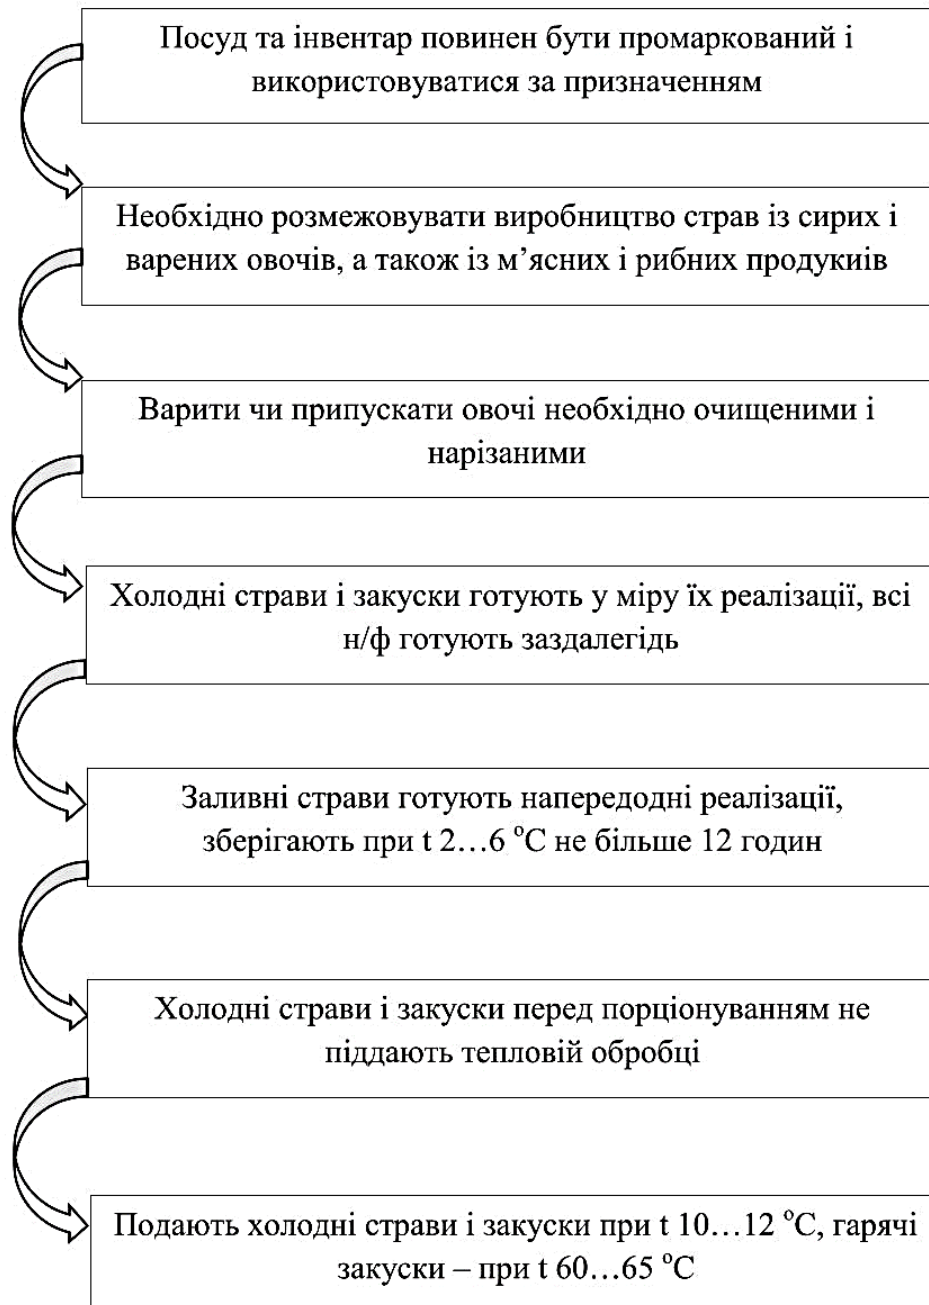 Посуд та інвентар повинен бути промаркований і
використовуватися за призначенням
Необхідно розмежовувати виробництво страв із сирих і
варених овочів, а також із м’ясних і рибних продукиів
Варити чи припускати овочі необхідно очищеними і
нарізаними
Холодні страви і закуски готують у міру їх реалізації, всі
н/ф готують заздалегідь
Заливні страви готують напередодні реалізації,
зберігають при t 2…6 °С не більше 12 годин
Холодні страви і закуски перед порціонуванням не
піддають тепловій обробці
Подають холодні страви і закуски при t 10…12 °С, гарячі
закуски – при t 60…65 °С